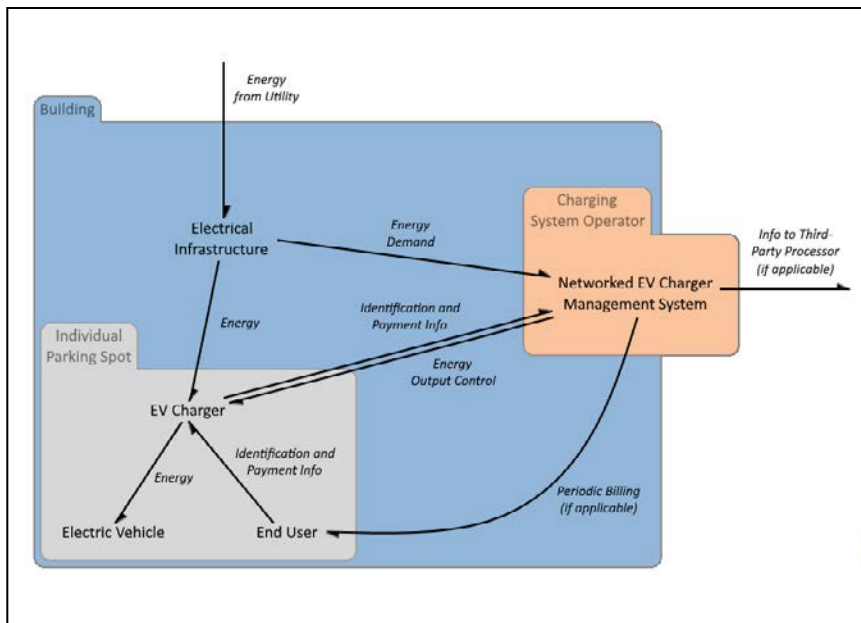 Energy
from Utility
Building
Charging
System Operator
Electrical
Infrastructure
Energy
Demand
Info to Third-
Party Processor
(if applicable)
Networked EV Charger
Management System
Identification and
Payment Info
Energy
Individual
Parking Spot
Energy
Output Control
EV Charger
Identification and
Payment Info
Energy
Periodic Billing
(if applicable)
Electric Vehicle
End User